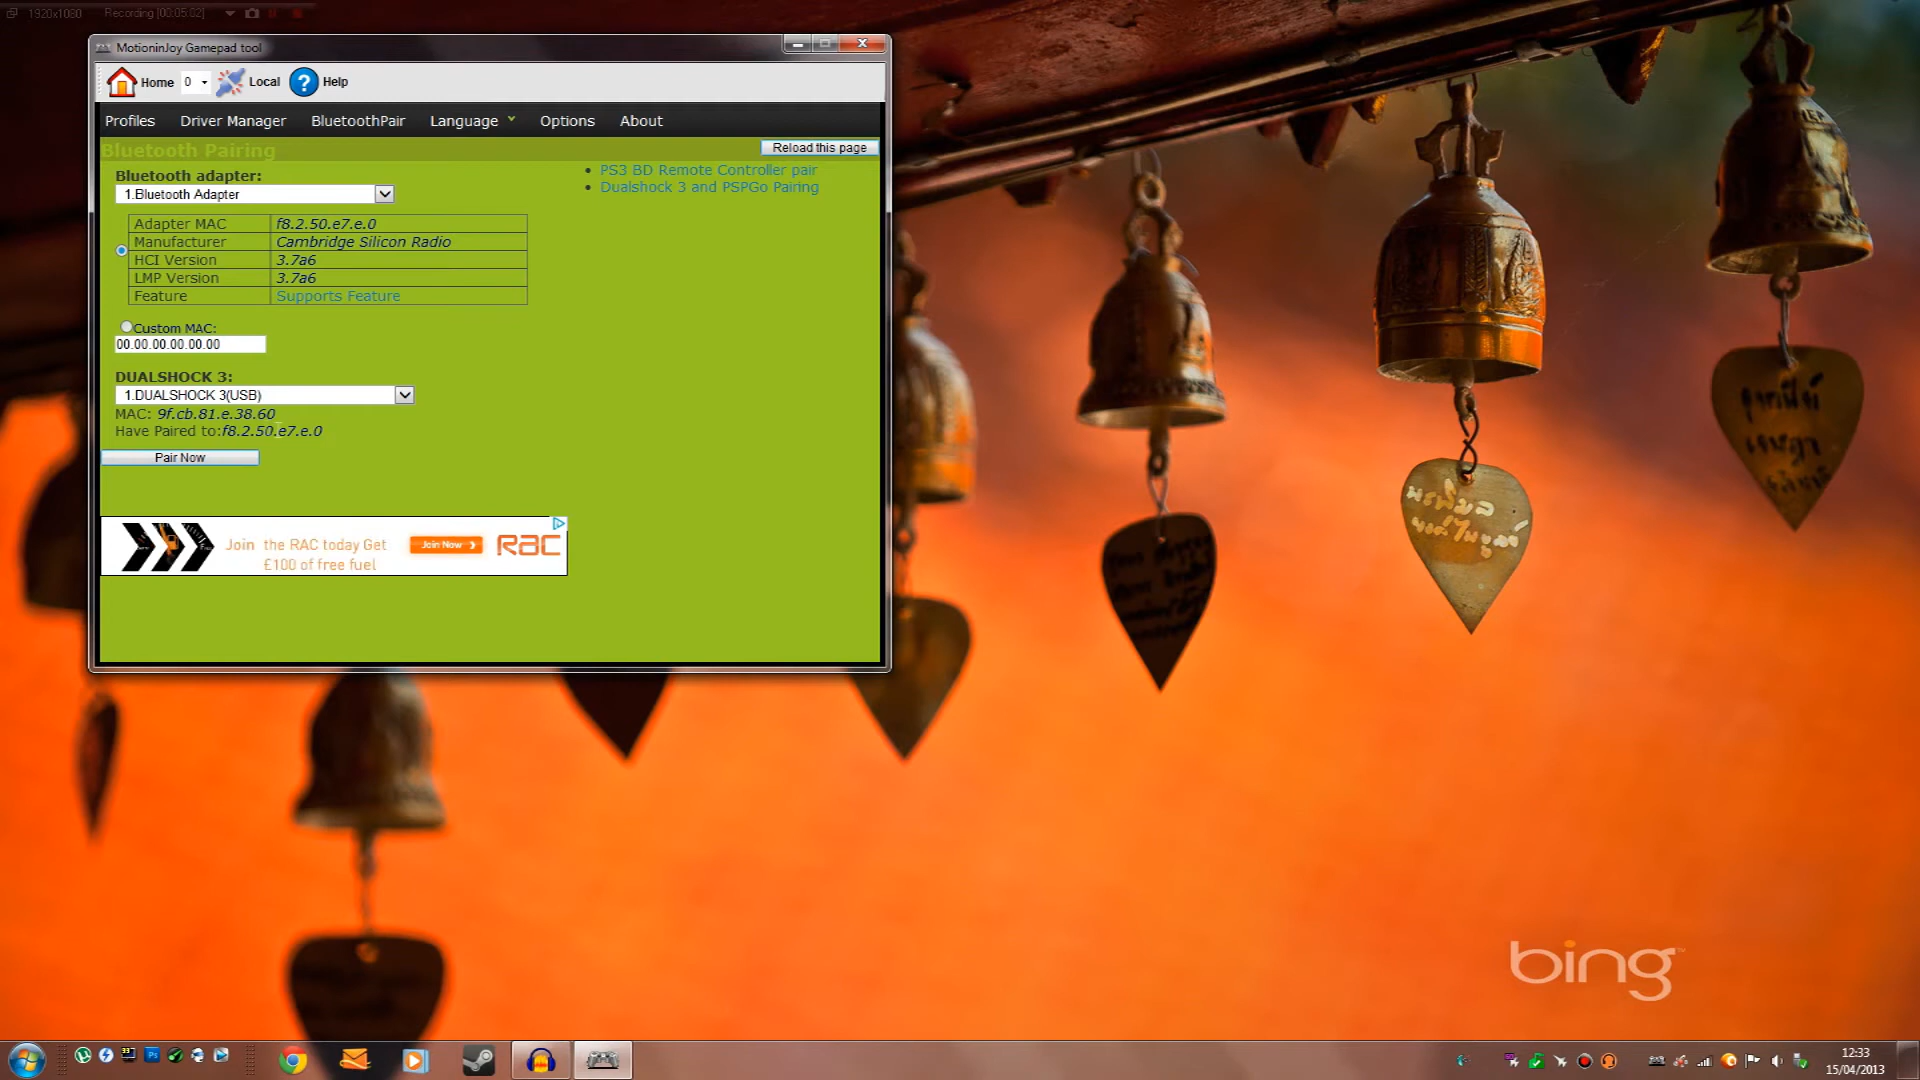 1920x1080 Recording [00:05:02]
MotioninJoy Gamepad tool
Home 0 Local Help
Profiles Driver Manager BluetoothPair Language Options About
Bluetooth Pairing
Reload this page
Bluetooth adapter:
1.Bluetooth Adapter
PS3 BD Remote Controller pair
Dualshock 3 and PSPGo Pairing
Adapter MAC f8.2.50.e7.e.0
Manufacturer Cambridge Silicon Radio
HCI Version 3.7a6
LMP Version 3.7a6
Feature Supports Feature
Custom MAC:
00.00.00.00.00.00
DUALSHOCK 3:
1.DUALSHOCK 3(USB)
MAC: 9f.cb.81.e.38.60
Have Paired to:f8.2.50.e7.e.0
Pair Now
Join the RAC today Get
£100 of free fuel
Join Now
RAC
bing
12:33
15/04/2013